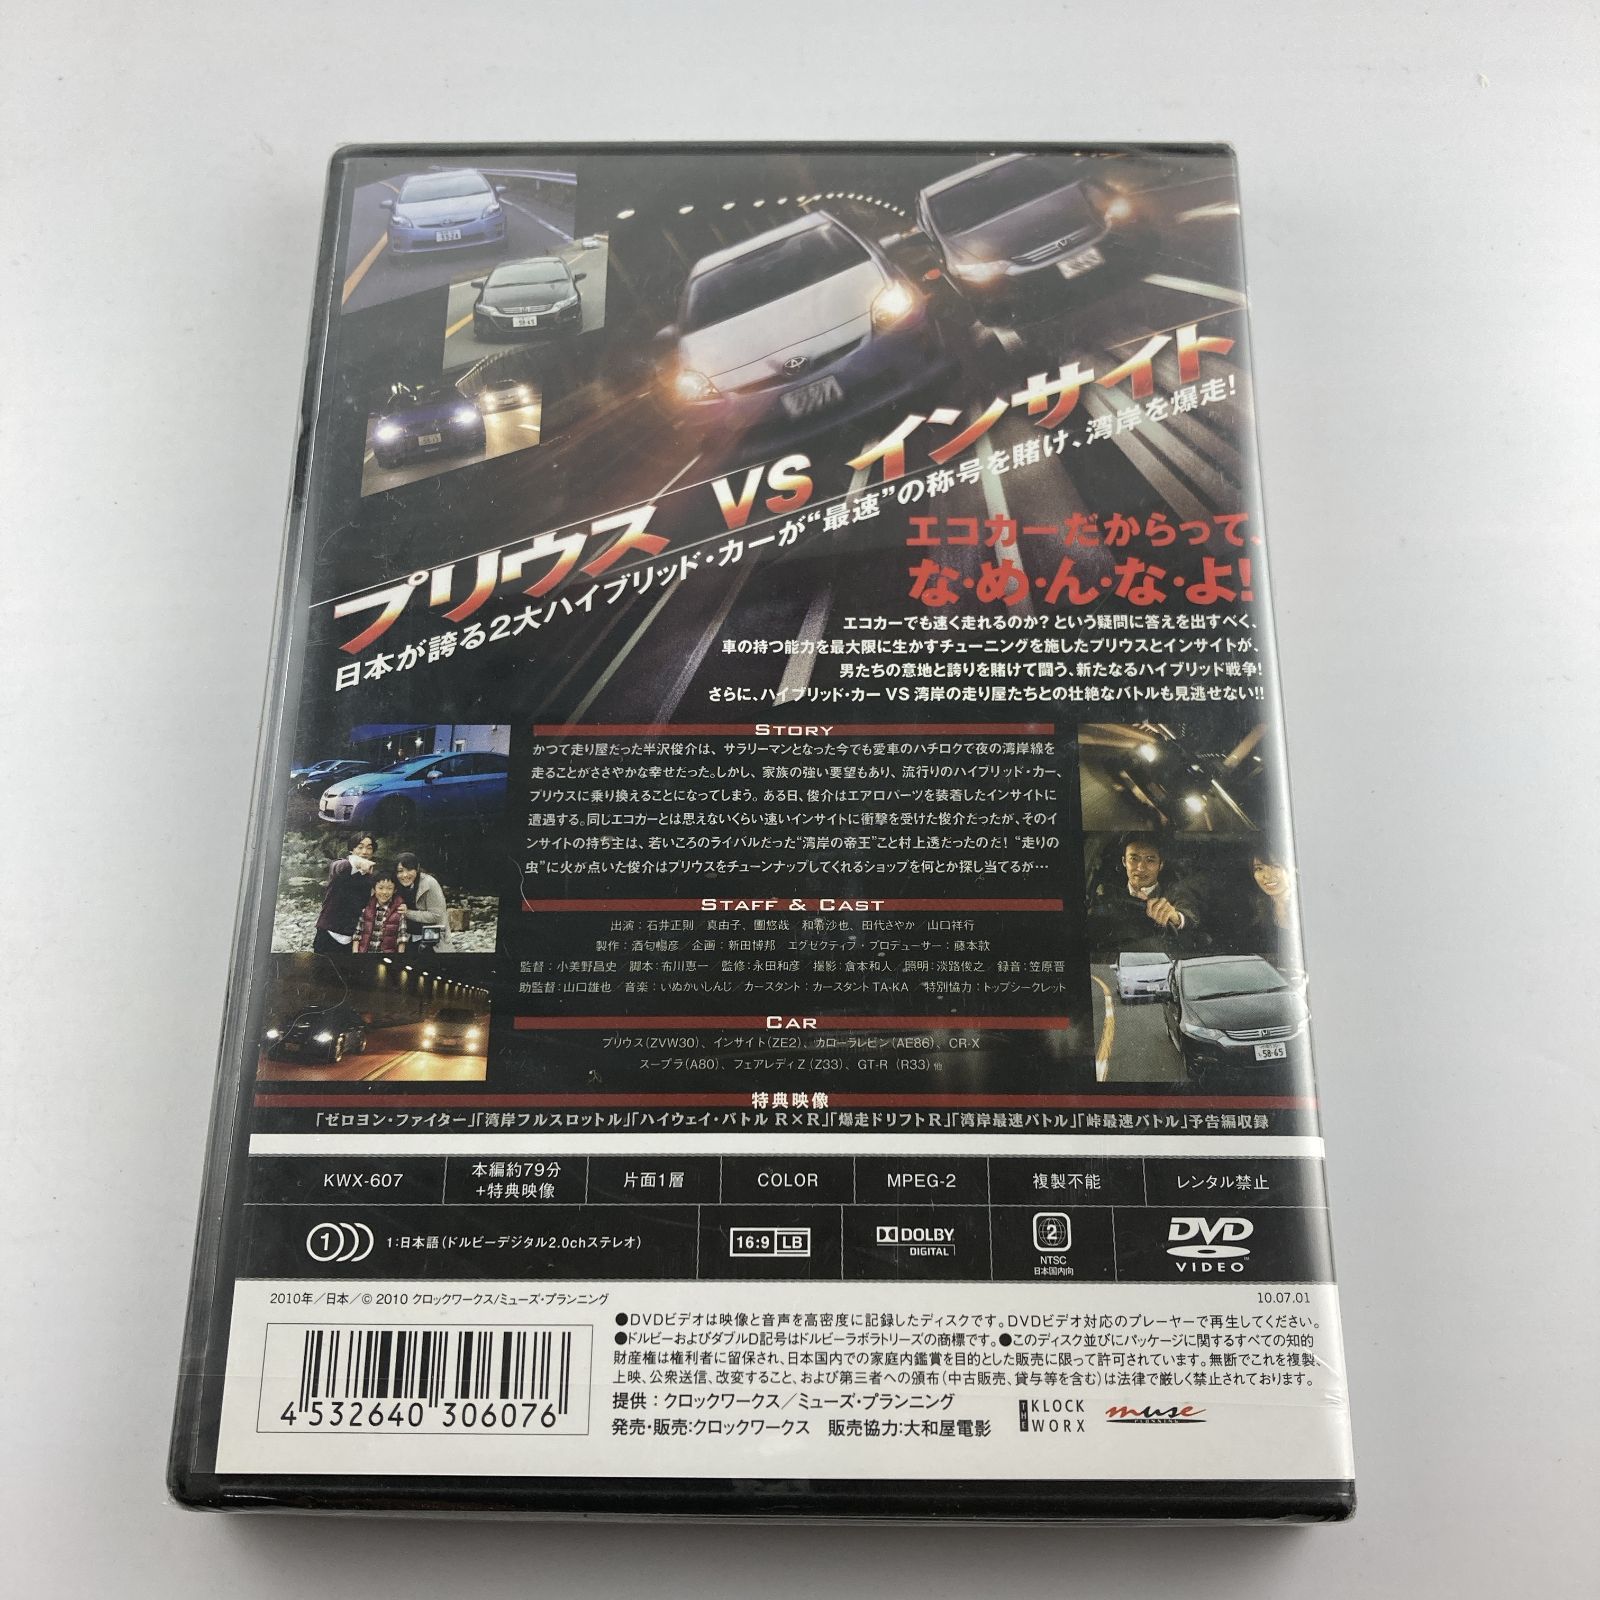 プリウス VS インサイト
日本が誇る2大ハイブリッド・カーが“最速”の称号を賭け、湾岸を爆走!
エコカーだからって、
な・め・ん・な・よ!
エコカーでも速く走れるのか? という疑問に答えを出すべく、
車の持つ能力を最大限に生かすチューニングを施したプリウスとインサイトが、
男たちの意地と誇りを賭けて闘う、新たなるハイブリッド戦争!
さらに、ハイブリッド・カー VS 湾岸の走り屋たちとの壮絶なバトルも見逃せない!!
STORY
かつて走り屋だった半沢俊介は、サラリーマンとなった今でも愛車のハチロクで夜の湾岸線を
走ることがささやかな幸せだった。しかし、家族の強い要望もあり、流行りのハイブリッド・カー、
プリウスに乗り換えることになってしまう。ある日、俊介はエアロパーツを装着したインサイトに
遭遇する。同じエコカーとは思えないくらい速いインサイトに衝撃を受けた俊介だったが、そのイ
ンサイトの持ち主は、若いころのライバルだった“湾岸の帝王”こと村上透だったのだ! “走りの
虫”に火が点いた俊介はプリウスをチューンナップしてくれるショップを何とか探し当てるが…
STAFF & CAST
出演:石井正則/真由子、團悠哉/和希沙也、田代さやか/山口祥行
製作:酒匂暢彦/企画:新田博邦 エグゼクティブ・プロデューサー:藤本款
監督:小美野昌史/脚本:布川恵一/監修:永田和彦/撮影:倉本和人/照明:淡路俊之/録音:笠原晋
助監督:山口雄也/音楽:いぬかいしんじ/カースタント:カースタント TA-KA/特別協力:トップシークレット
CAR
プリウス(ZVW30)、インサイト(ZE2)、カローラレビン(AE86)、CR-X
スープラ(A80)、フェアレディZ(Z33)、GT-R (R33) 他
特典映像
「ゼロヨン・ファイター」「湾岸フルスロットル」「ハイウェイ・バトル R×R」「爆走ドリフトR」「湾岸最速バトル」「峠最速バトル」予告編収録
KWX-607 本編約79分 片面1層 COLOR MPEG-2 複製不能 レンタル禁止
+特典映像
1 1:日本語(ドルビーデジタル2.0chステレオ) 16:9 LB DOLBY DIGITAL 2 NTSC 日本国内向 DVD VIDEO
2010年/日本/© 2010 クロックワークス/ミューズ・プランニング 10.07.01
●DVDビデオは映像と音声を高密度に記録したディスクです。DVDビデオ対応のプレーヤーで再生してください。
●ドルビーおよびダブルD記号はドルビーラボラトリーズの商標です。●このディスク並びにパッケージに関するすべての知的
財産権は権利者に留保され、日本国内での家庭内鑑賞を目的とした販売に限って許可されています。無断でこれを複製、
上映、公衆送信、改変すること、および第三者への頒布(中古販売、貸与等を含む)は法律で厳しく禁止されております。
提供:クロックワークス/ミューズ・プランニング
発売・販売:クロックワークス 販売協力:大和屋電影
THE KLOCK WORX muse PLANNING
4 532640 306076
58-65